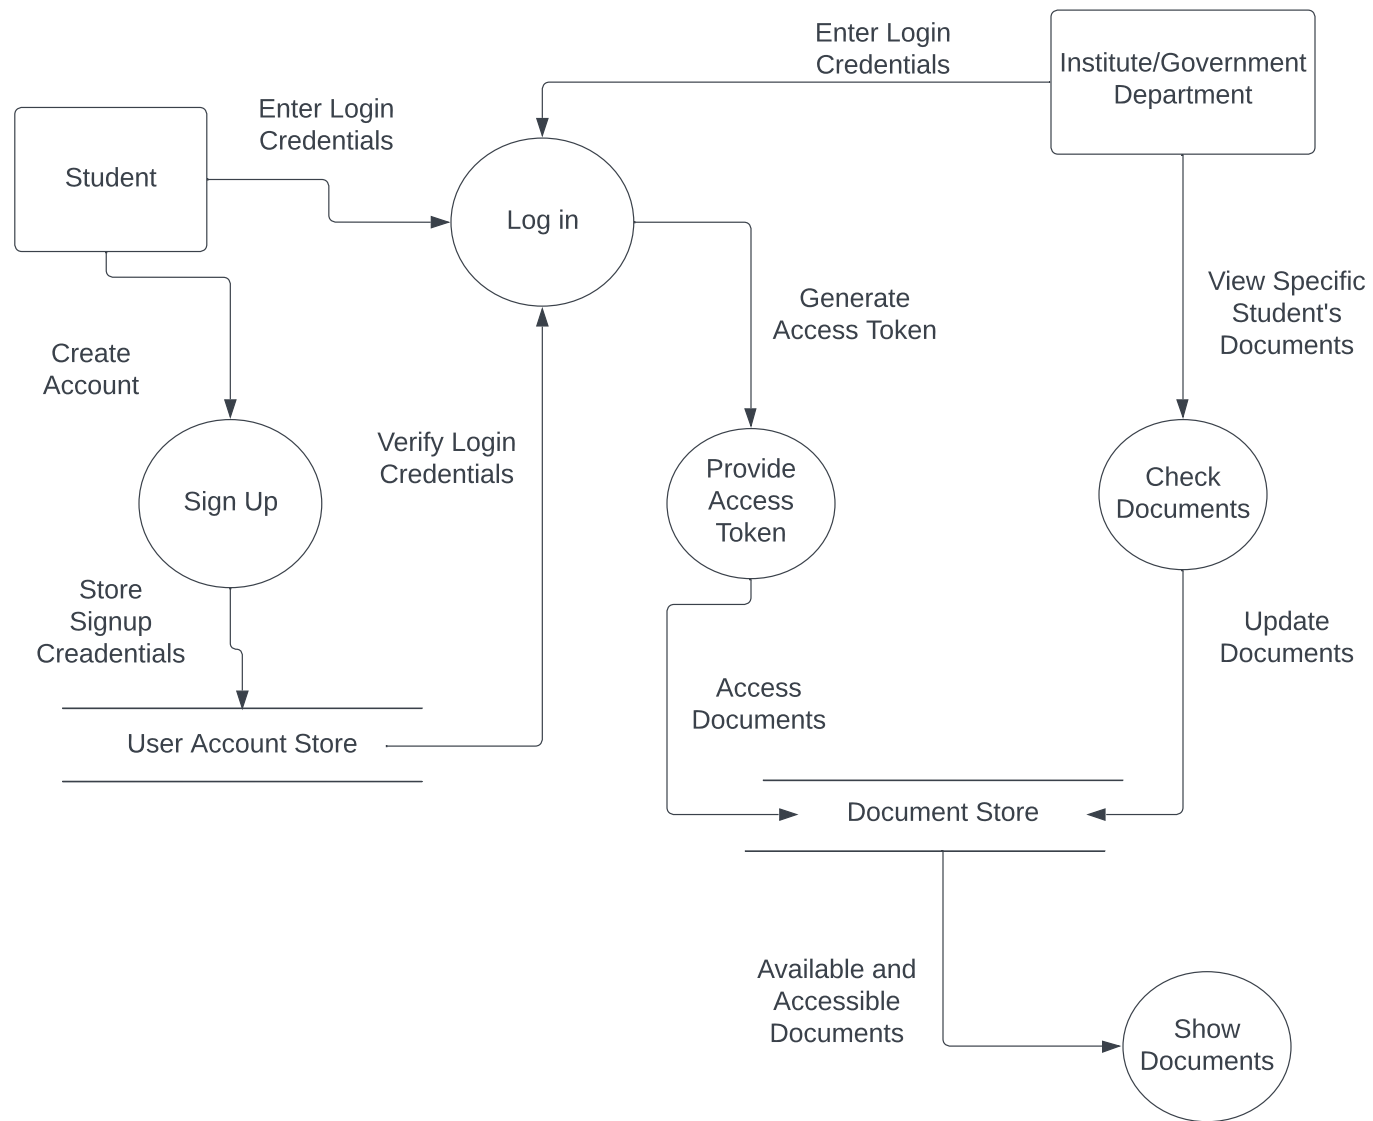 Enter Login
Credentials
Institute/Government
Department
Enter Login
Credentials
Student
Log in
View Specific
Student's
Documents
Generate
Access Token
Create
Account
Verify Login
Credentials
Sign Up
Provide
Access
Token
Check
Documents
Store
Signup
Creadentials
Update
Documents
Access
Documents
User Account Store
Document Store
Available and
Accessible
Documents
Show
Documents